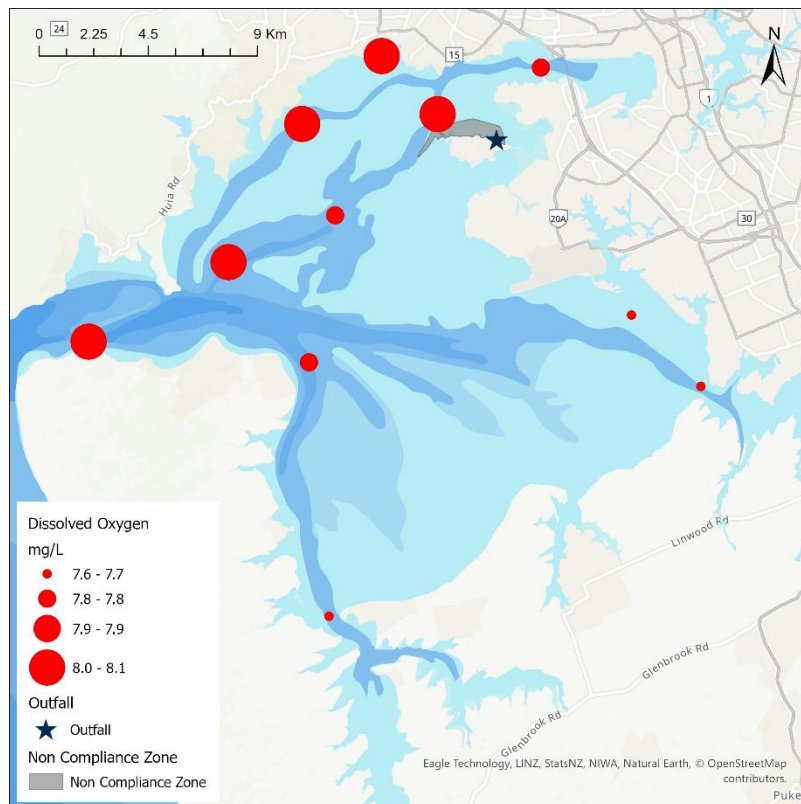 24
0 2.25 4.5 9 Km
15
N
1
Huia Rd
20A
30
Linwood Rd
Glenbrook Rd
Glenbrook Rd
Dissolved Oxygen
mg/L
7.6 - 7.7
7.8 - 7.8
7.9 - 7.9
8.0 - 8.1
Outfall
Outfall
Non Compliance Zone
Non Compliance Zone
Eagle Technology, LINZ, StatsNZ, NIWA, Natural Earth, © OpenStreetMap
contributors.
Puke